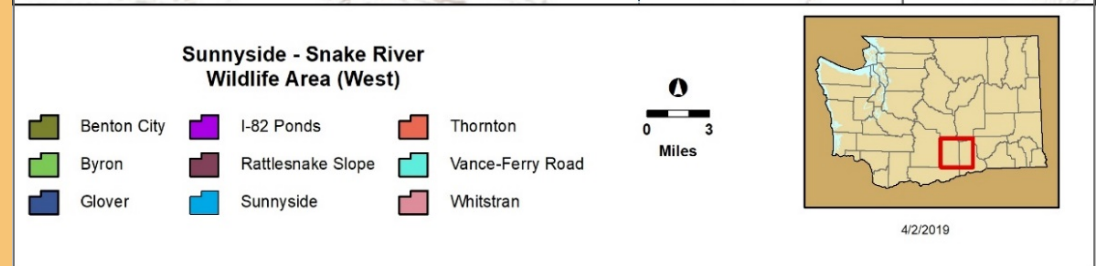 Sunnyside - Snake River
Wildlife Area (West)
Benton City
I-82 Ponds
Thornton
Byron
Rattlesnake Slope
Vance-Ferry Road
Glover
Sunnyside
Whitstran
0 3
Miles
4/2/2019